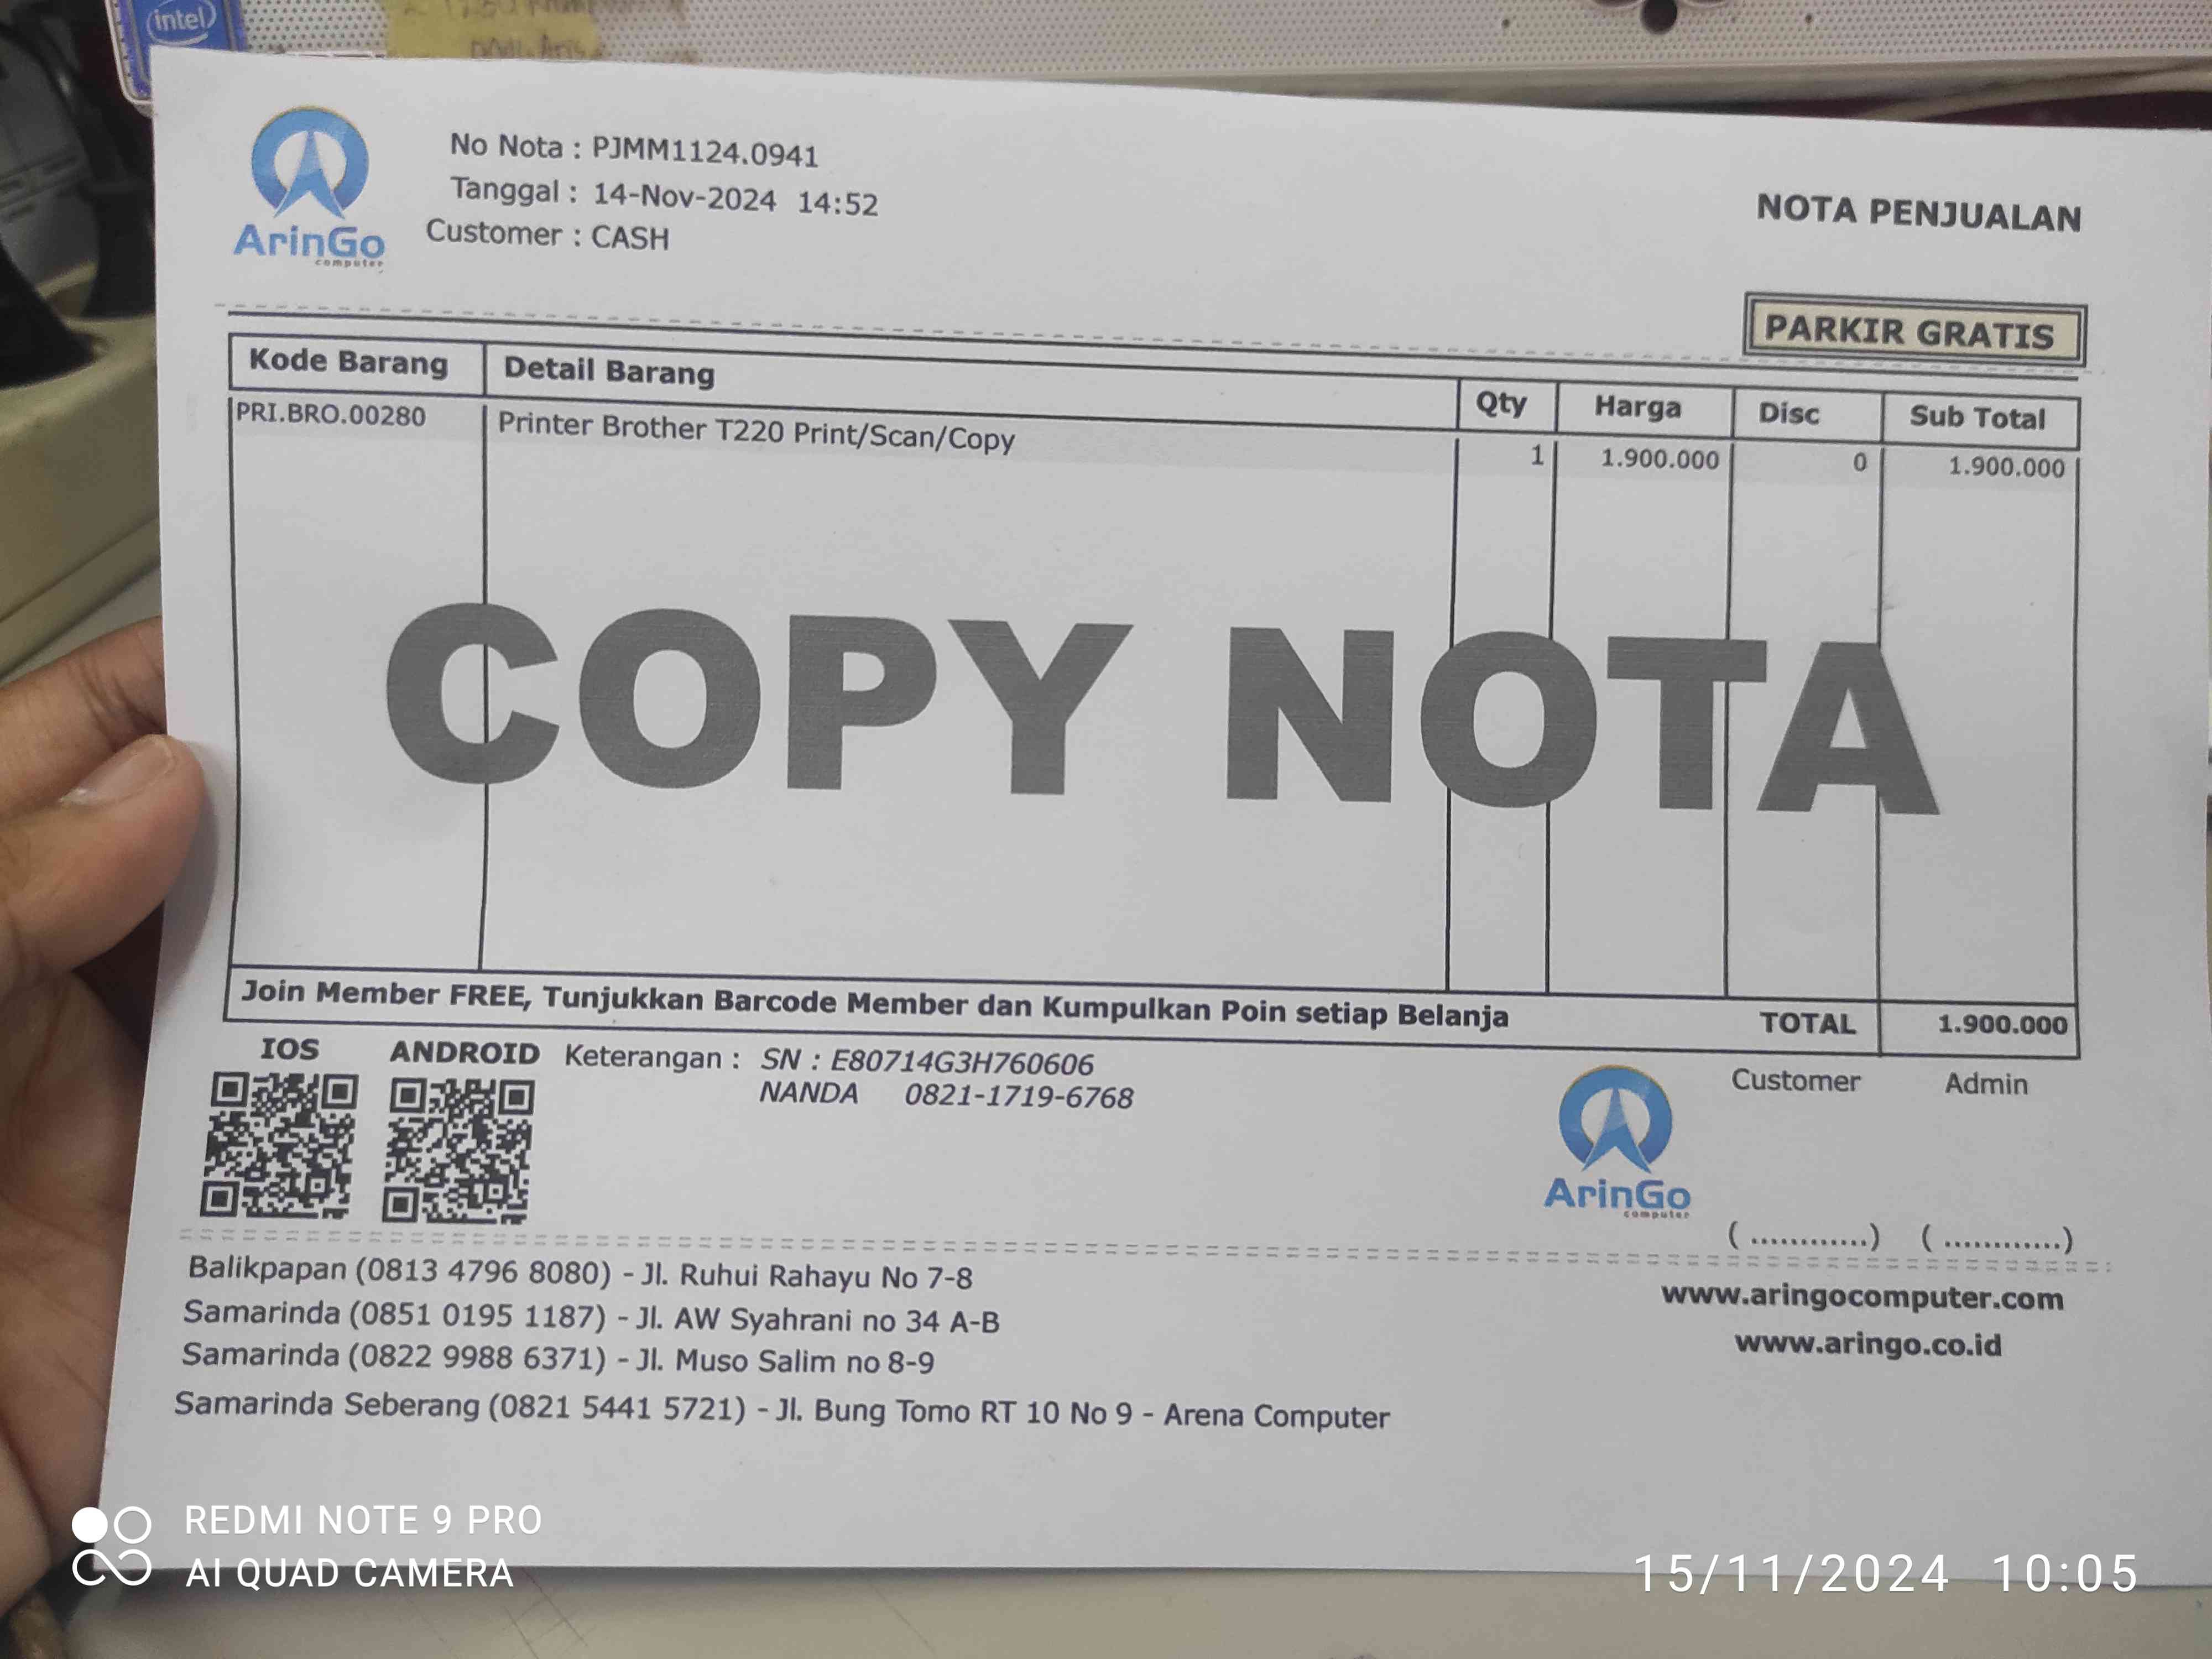 intel
No Nota : PJMM1124.0941
Tanggal : 14-Nov-2024 14:52
Customer : CASH
ArinGo
computer
NOTA PENJUALAN
PARKIR GRATIS
Kode Barang Detail Barang Qty Harga Disc Sub Total
PRI.BRO.00280 Printer Brother T220 Print/Scan/Copy 1 1.900.000 0 1.900.000
COPY NOTA
Join Member FREE, Tunjukkan Barcode Member dan Kumpulkan Poin setiap Belanja TOTAL 1.900.000
IOS ANDROID Keterangan : SN : E80714G3H760606
NANDA 0821-1719-6768
Customer Admin
ArinGo
computer
(............) (............)
Balikpapan (0813 4796 8080) - Jl. Ruhui Rahayu No 7-8
Samarinda (0851 0195 1187) - Jl. AW Syahrani no 34 A-B
Samarinda (0822 9988 6371) - Jl. Muso Salim no 8-9
Samarinda Seberang (0821 5441 5721) - Jl. Bung Tomo RT 10 No 9 - Arena Computer
www.aringocomputer.com
www.aringo.co.id
REDMI NOTE 9 PRO
AI QUAD CAMERA
15/11/2024 10:05